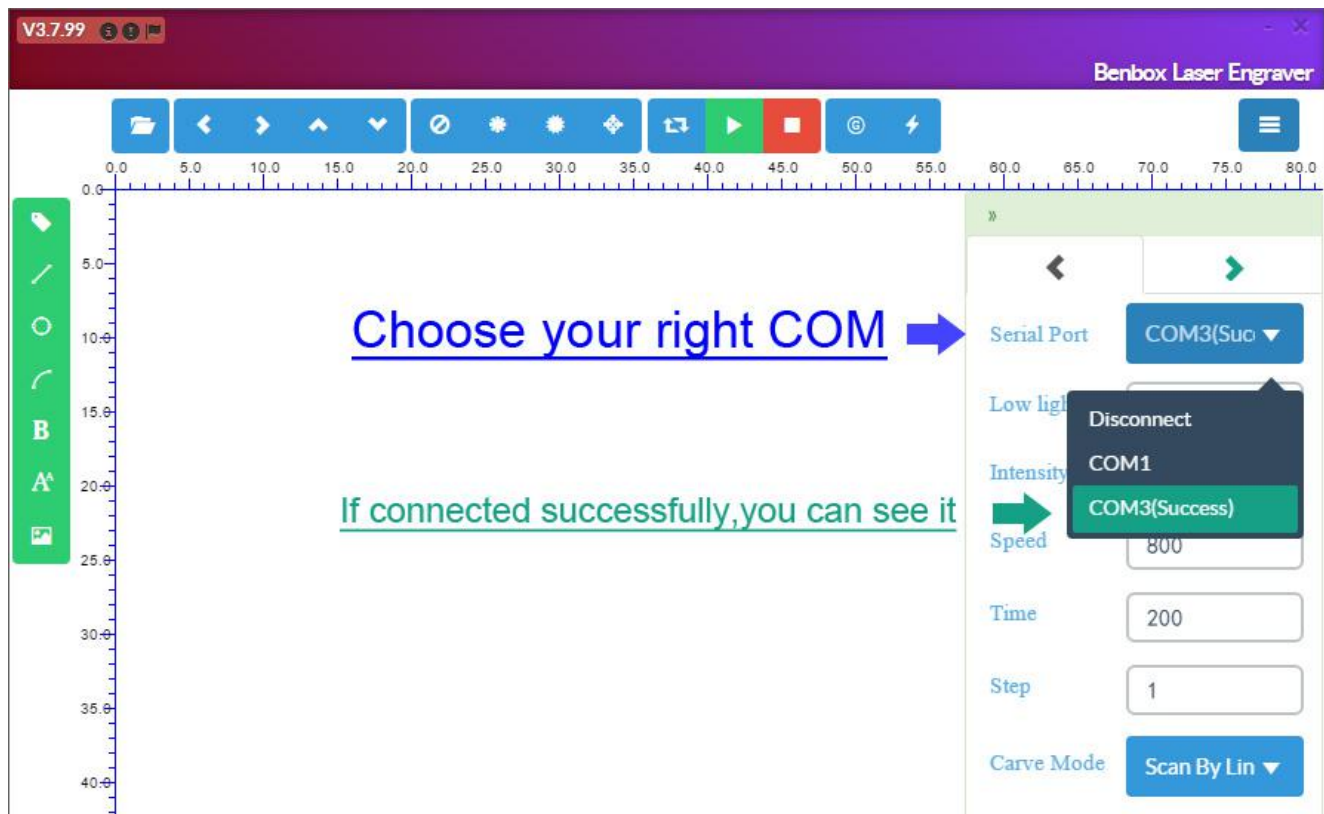 V3.7.99
Benbox Laser Engraver
0.0 5.0 10.0 15.0 20.0 25.0 30.0 35.0 40.0 45.0 50.0 55.0 60.0 65.0 70.0 75.0 80.0
0.0
5.0
Choose your right COM
Serial Port
COM3(Suc
10.0
Low ligh
Disconnect
15.0
B
Intensity
COM1
A^A
20.0
If connected successfully,you can see it
COM3(Success)
Speed
800
25.0
Time
200
30.0
Step
1
35.0
Carve Mode
Scan By Lin
40.0